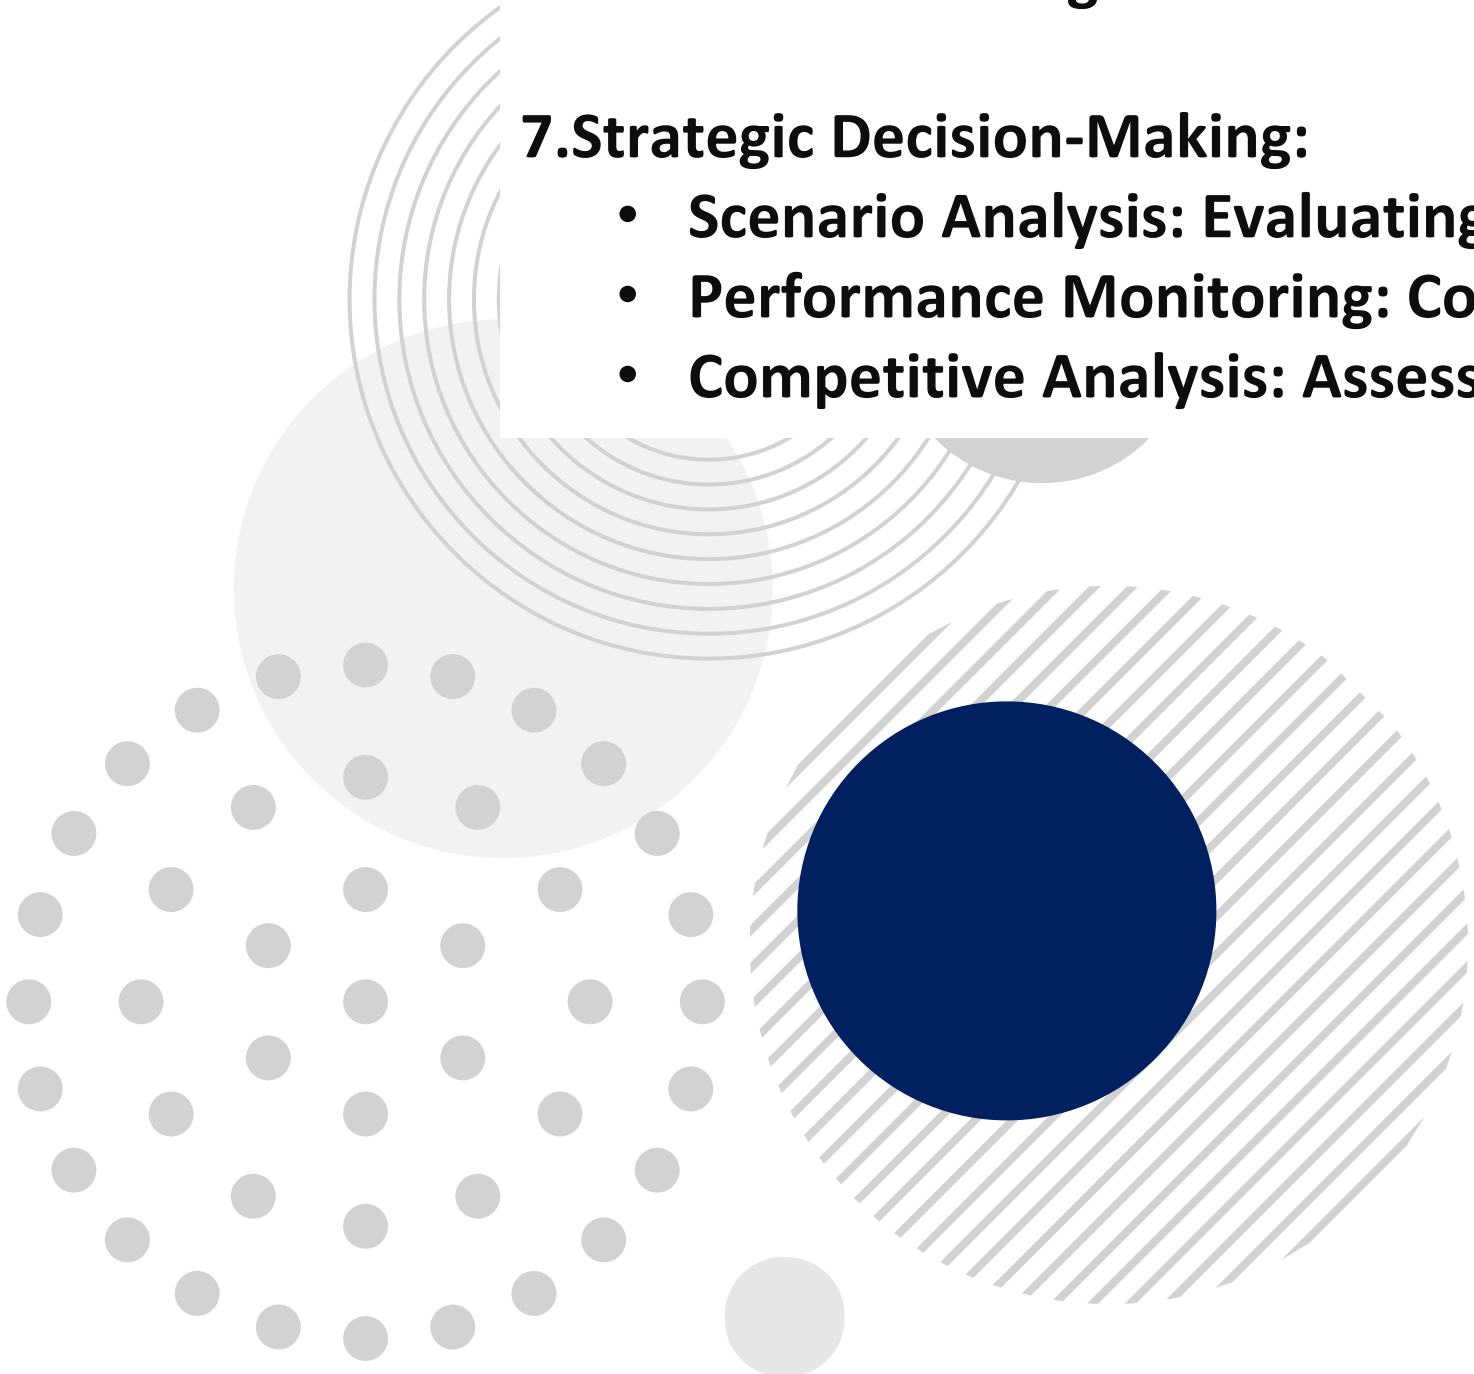 7.Strategic Decision-Making:
• Scenario Analysis: Evaluating
• Performance Monitoring: Co
• Competitive Analysis: Assess